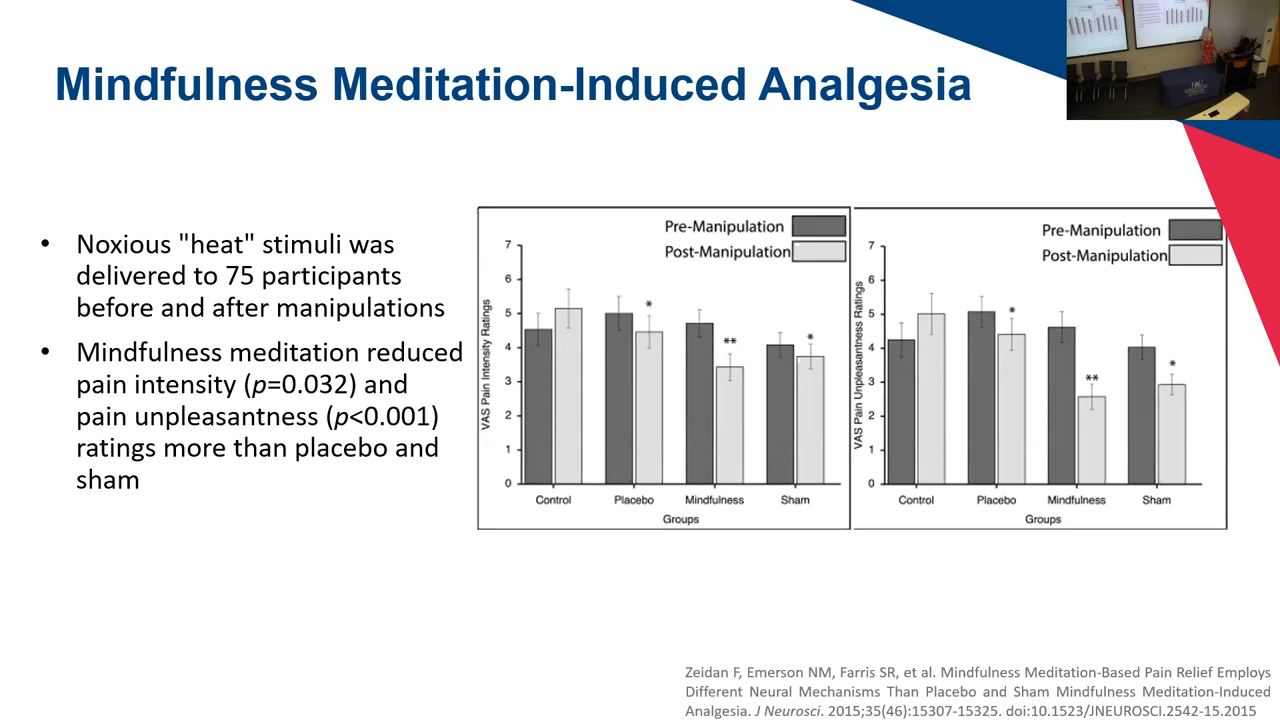 Mindfulness Meditation-Induced Analgesia
• Noxious "heat" stimuli was
delivered to 75 participants
before and after manipulations
• Mindfulness meditation reduced
pain intensity (p=0.032) and
pain unpleasantness (p<0.001)
ratings more than placebo and
sham
Pre-Manipulation
Post-Manipulation
VAS Pain Intensity Ratings
7
6
5
4
3
2
1
0
*
**
*
Control Placebo Mindfulness Sham
Groups
Pre-Manipulation
Post-Manipulation
VAS Pain Unpleasantness Ratings
7
6
5
4
3
2
1
0
*
**
*
Control Placebo Mindfulness Sham
Groups
Zeidan F, Emerson NM, Farris SR, et al. Mindfulness Meditation-Based Pain Relief Employs
Different Neural Mechanisms Than Placebo and Sham Mindfulness Meditation-Induced
Analgesia. J Neurosci. 2015;35(46):15307-15325. doi:10.1523/JNEUROSCI.2542-15.2015